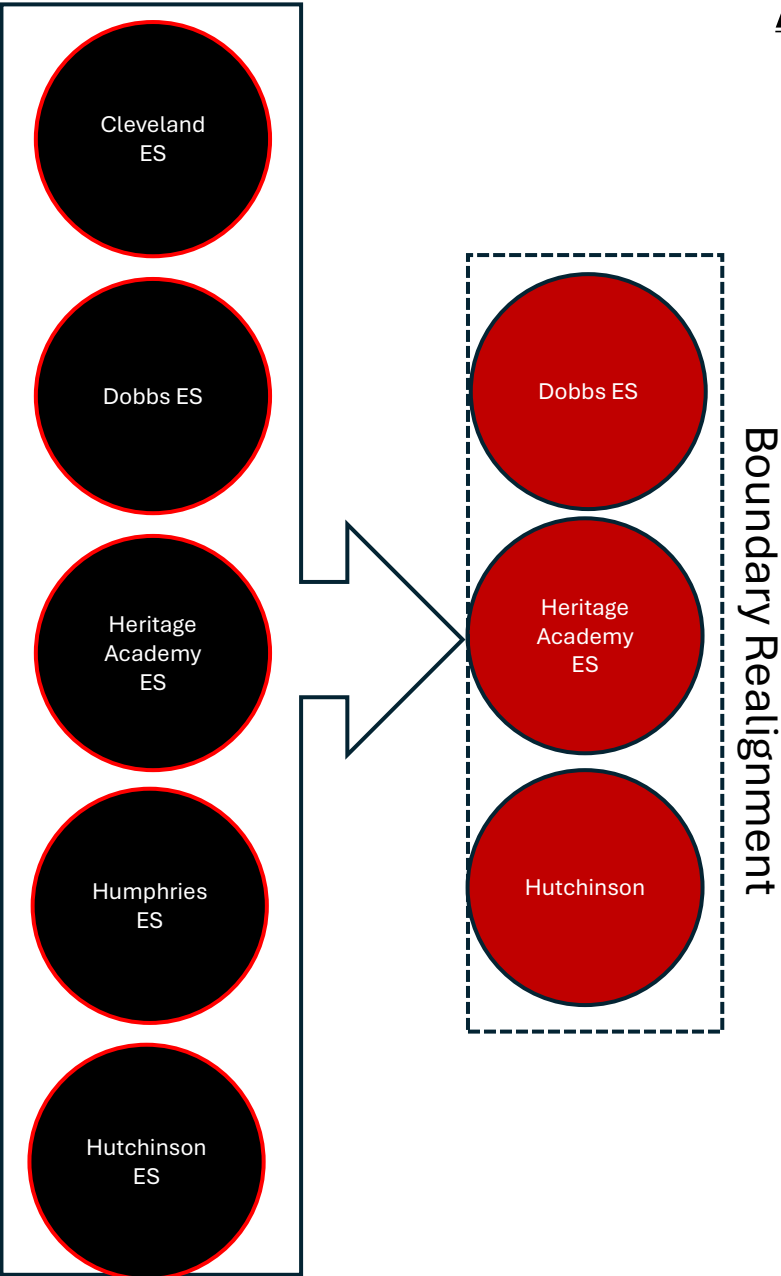 Cleveland
ES
Dobbs ES
Heritage
Academy
ES
Humphries
ES
Hutchinson
ES
Dobbs ES
Heritage
Academy
ES
Hutchinson
Boundary Realignment